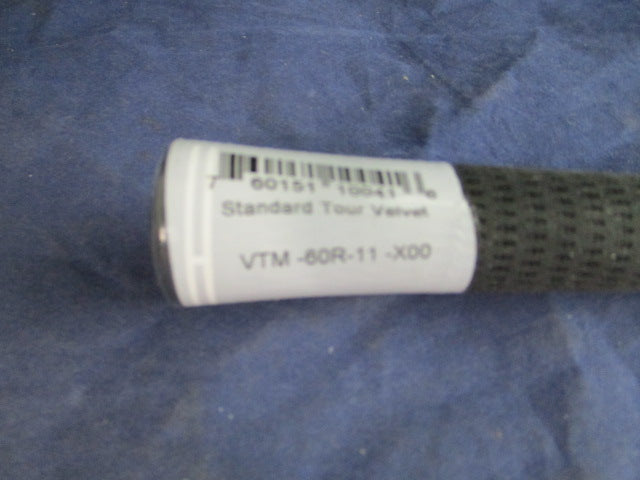 7 60151 10041 6
Standard Tour Velvet
VTM -60R-11 -X00